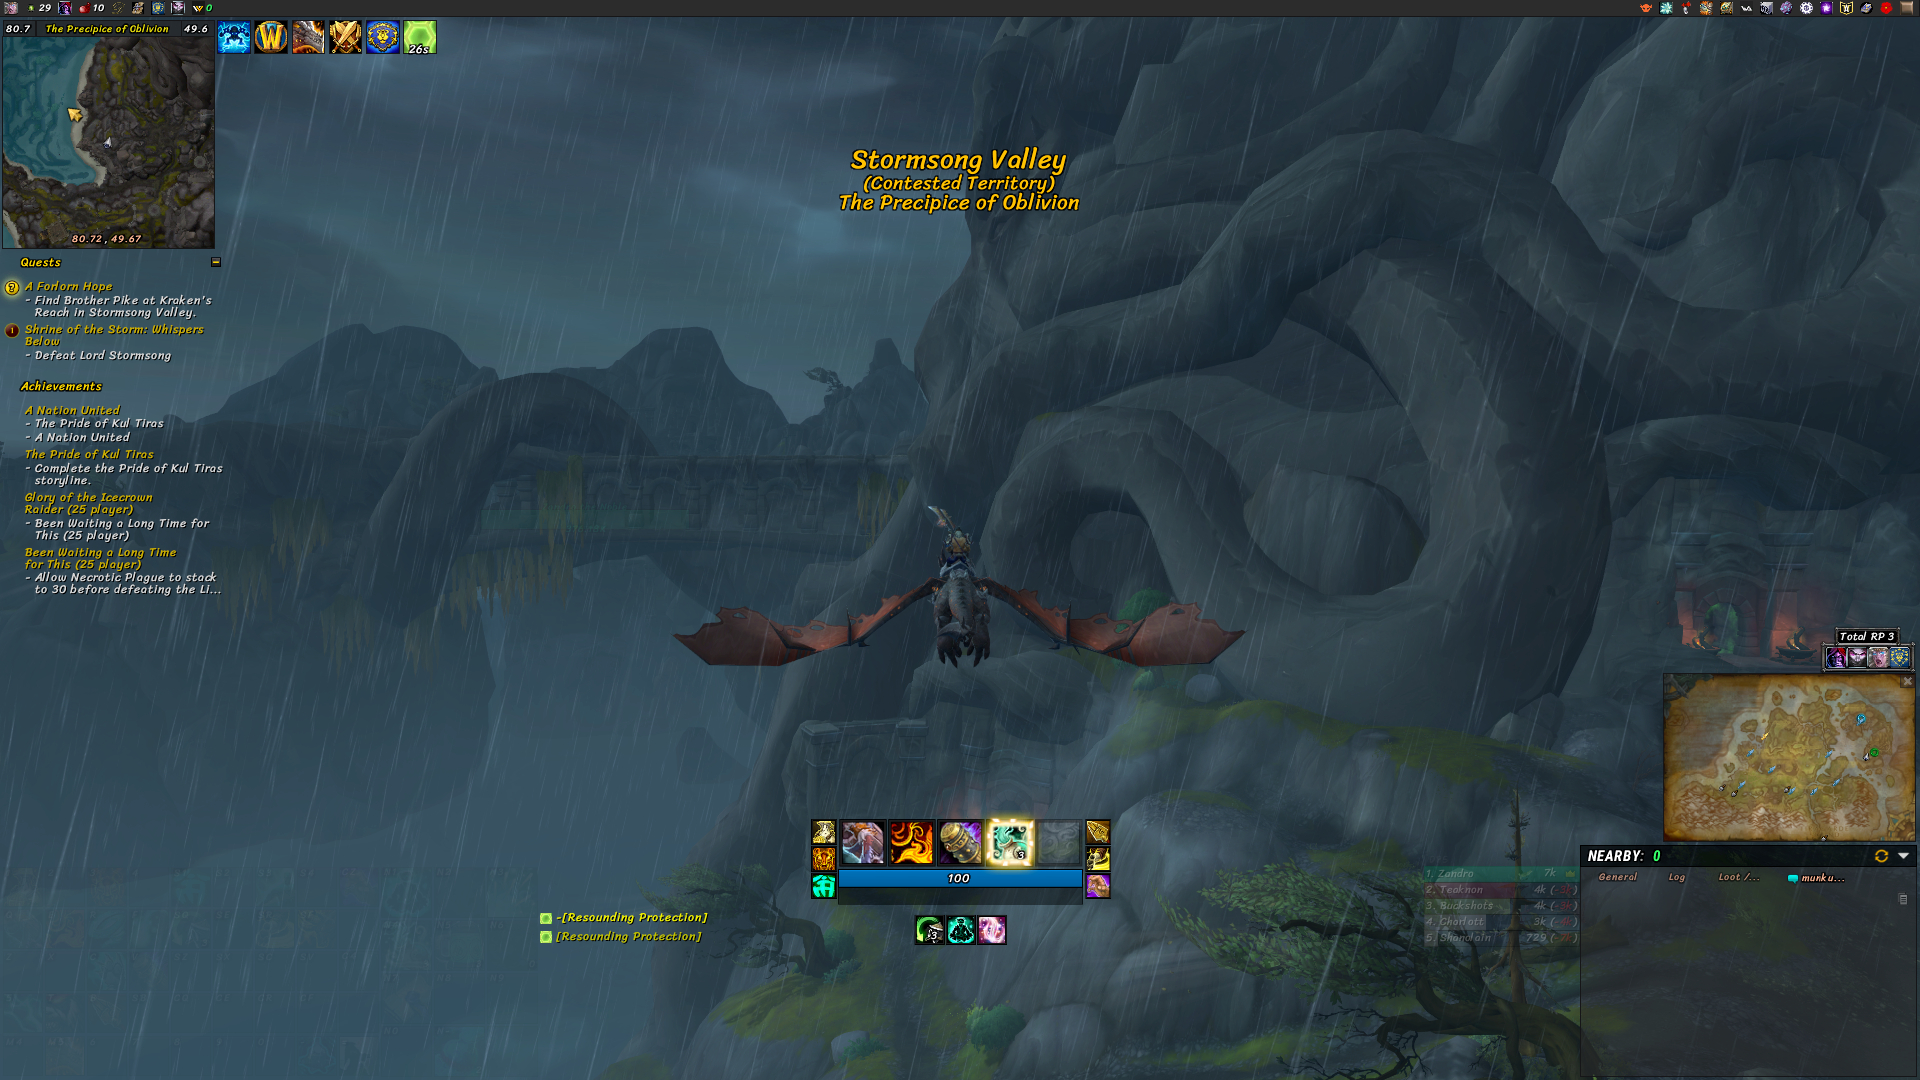 29
10
0
80.7
The Precipice of Oblivion
49.6
26s
80.72 , 49.67
Stormsong Valley
(Contested Territory)
The Precipice of Oblivion
Quests
A Forlorn Hope
- Find Brother Pike at Kraken's
Reach in Stormsong Valley.
Shrine of the Storm: Whispers
Below
- Defeat Lord Stormsong
Achievements
A Nation United
- The Pride of Kul Tiras
- A Nation United
The Pride of Kul Tiras
- Complete the Pride of Kul Tiras
storyline.
Glory of the Icecrown
Raider (25 player)
- Been Waiting a Long Time for
This (25 player)
Been Waiting a Long Time
for This (25 player)
- Allow Necrotic Plague to stack
to 30 before defeating the Li...
Total RP 3
3
100
-[Resounding Protection]
[Resounding Protection]
3
1. Zandro 7k
2. Teaknon 4k
3. Buckshots 4k
4. Charlott 3k
5. 729
NEARBY: 0
General
Log
Loot /...
munku...